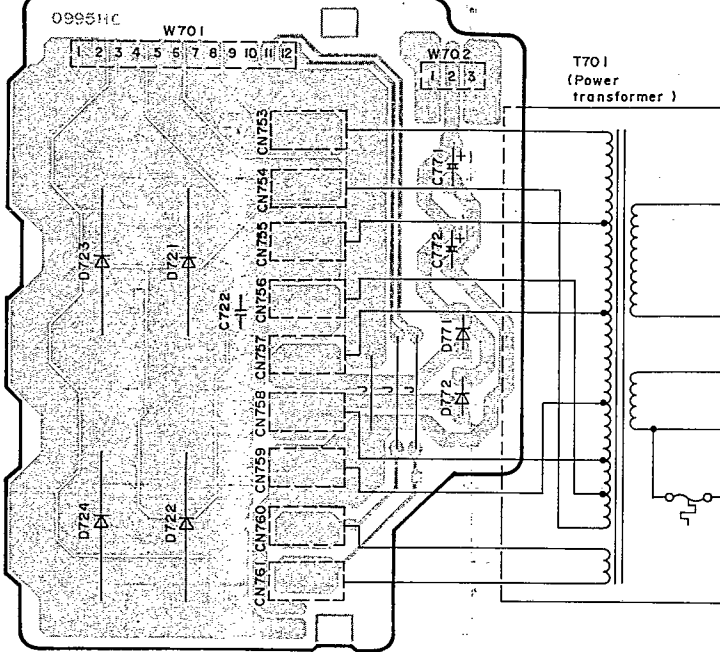 0995HC
W701
1 2 3 4 5 6 7 8 9 10 11 12
W702
1 2 3
T701
(Power
transformer)
CN753
CN754
CN755
CN756
CN757
CN758
CN759
CN760
CN761
C771
C772
D771
D772
D723
D721
C722
J J J
D724
D722